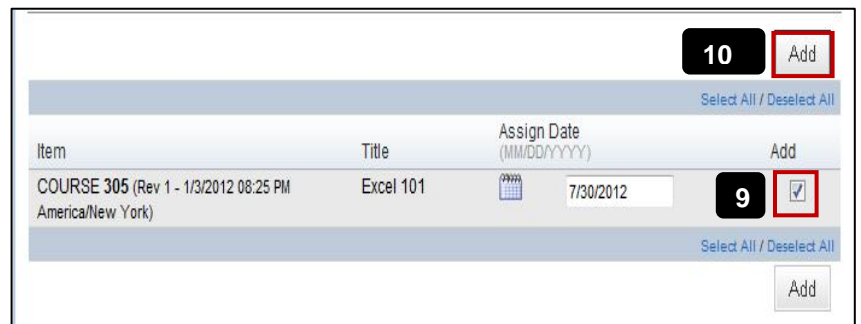 10 Add
Select All / Deselect All
Item Title Assign Date (MM/DD/YYYY) Add
COURSE 305 (Rev 1 - 1/3/2012 08:25 PM America/New York) Excel 101 7/30/2012 9
Select All / Deselect All
Add